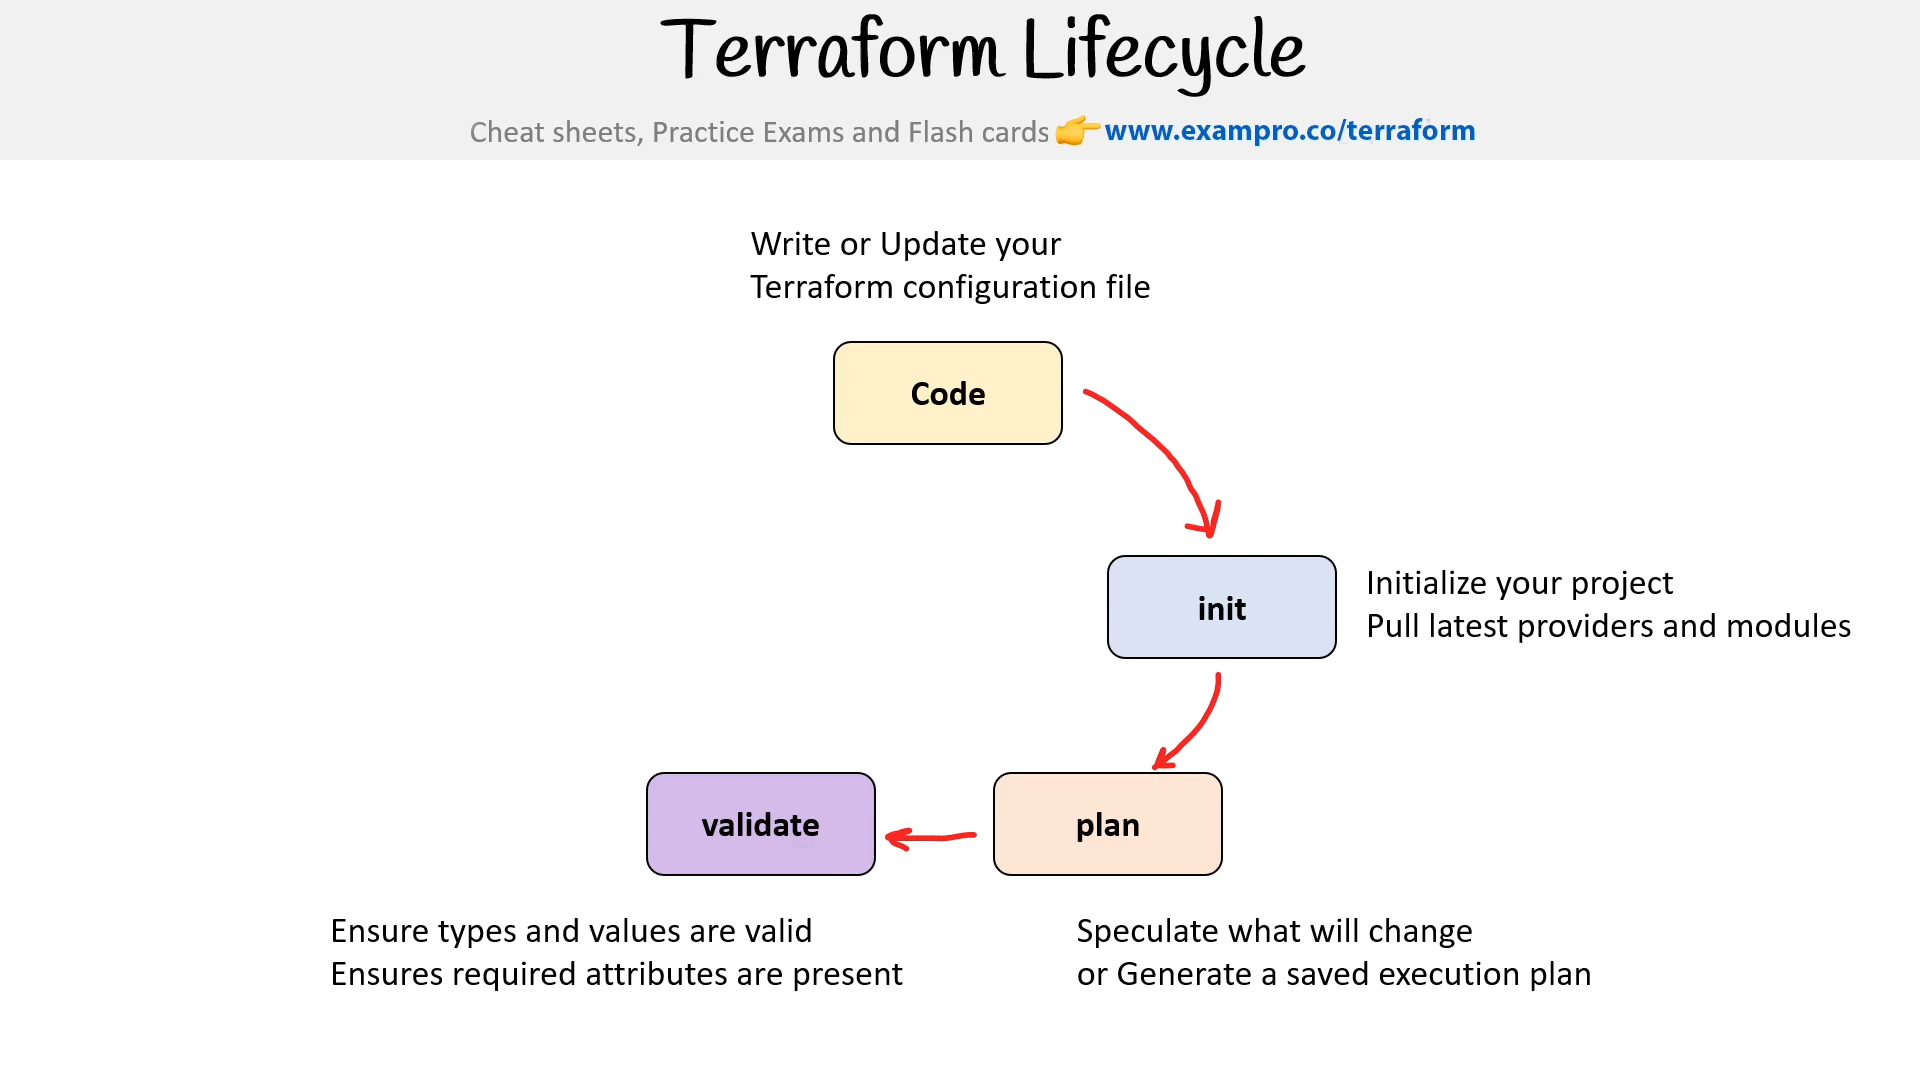 Terraform Lifecycle
Cheat sheets, Practice Exams and Flash cards 👉 www.exampro.co/terraform
Write or Update your
Terraform configuration file
Code
init
Initialize your project
Pull latest providers and modules
validate
plan
Ensure types and values are valid
Ensures required attributes are present
Speculate what will change
or Generate a saved execution plan